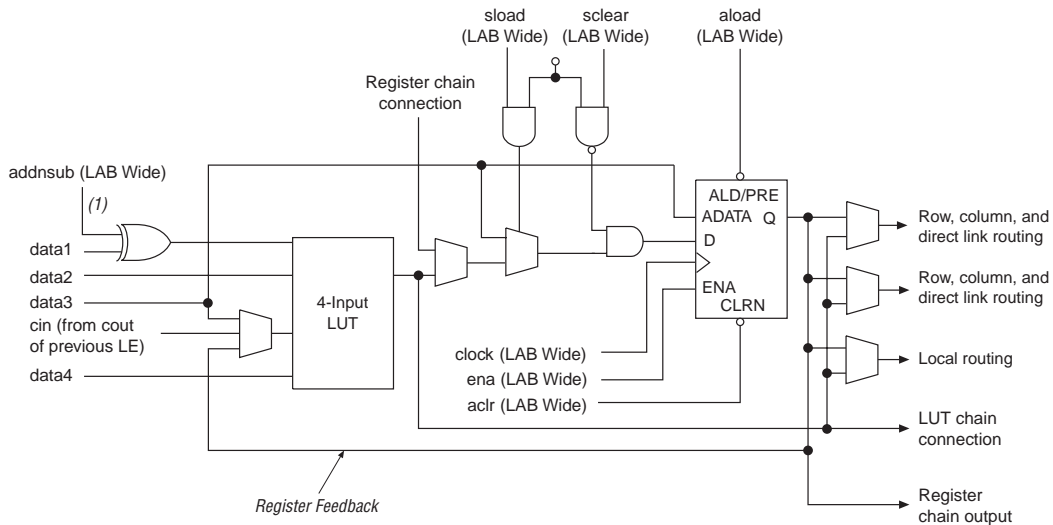 sload
(LAB Wide)
sclear
(LAB Wide)
aload
(LAB Wide)
Register chain
connection
addnsub (LAB Wide)
(1)
data1
data2
data3
cin (from cout
of previous LE)
data4
4-Input
LUT
ALD/PRE
ADATA
Q
D
ENA
CLRN
clock (LAB Wide)
ena (LAB Wide)
aclr (LAB Wide)
Row, column, and
direct link routing
Row, column, and
direct link routing
Local routing
LUT chain
connection
Register
chain output
Register Feedback